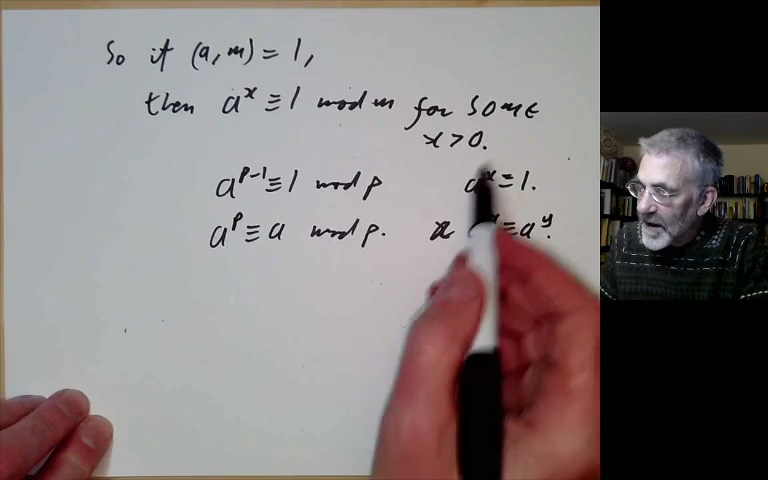 So if (a, m) = 1,
then a^x ≡ 1 mod m for some
x > 0.
a^{p-1} ≡ 1 mod p
≡ 1.
a^p ≡ a mod p.
≡ a^y.